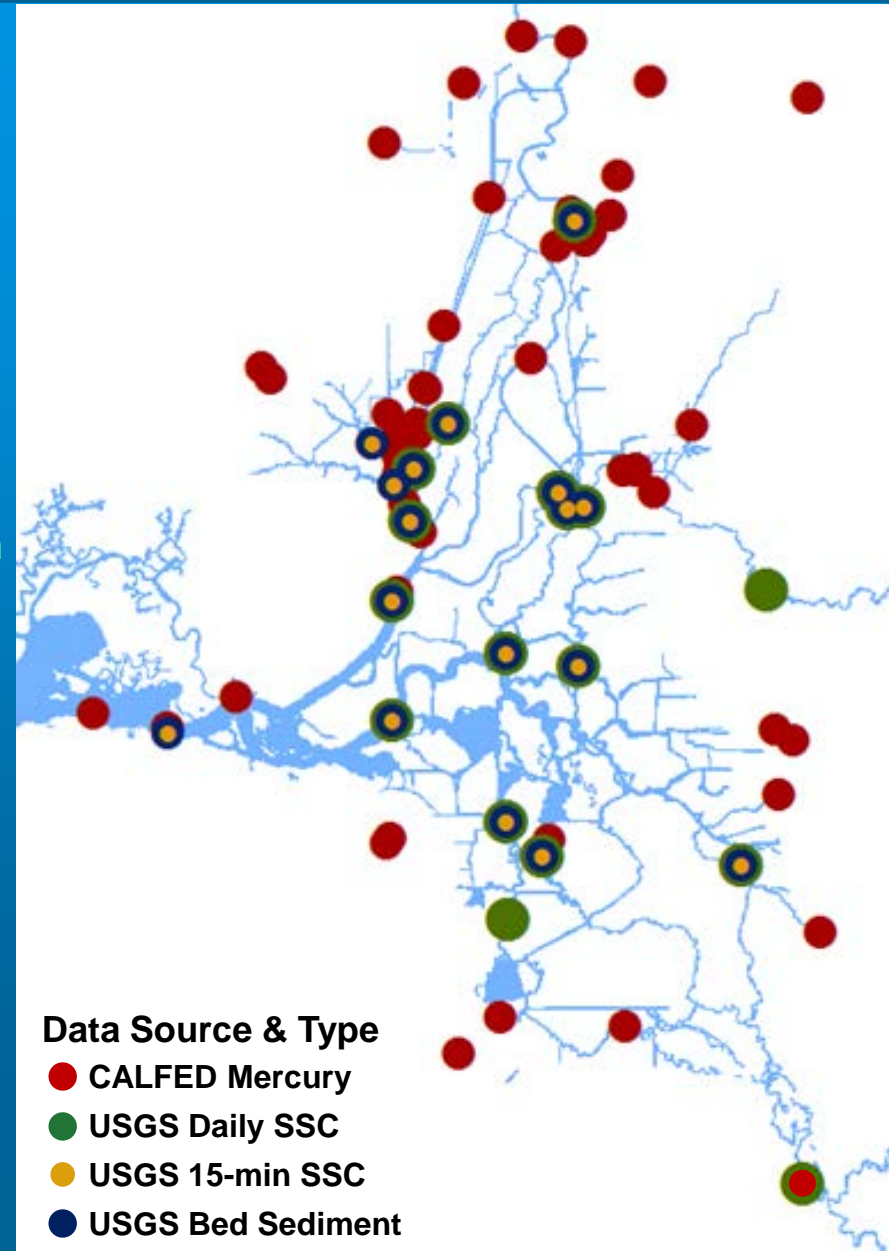 Data Source & Type
CALFED Mercury
USGS Daily SSC
USGS 15-min SSC
USGS Bed Sediment